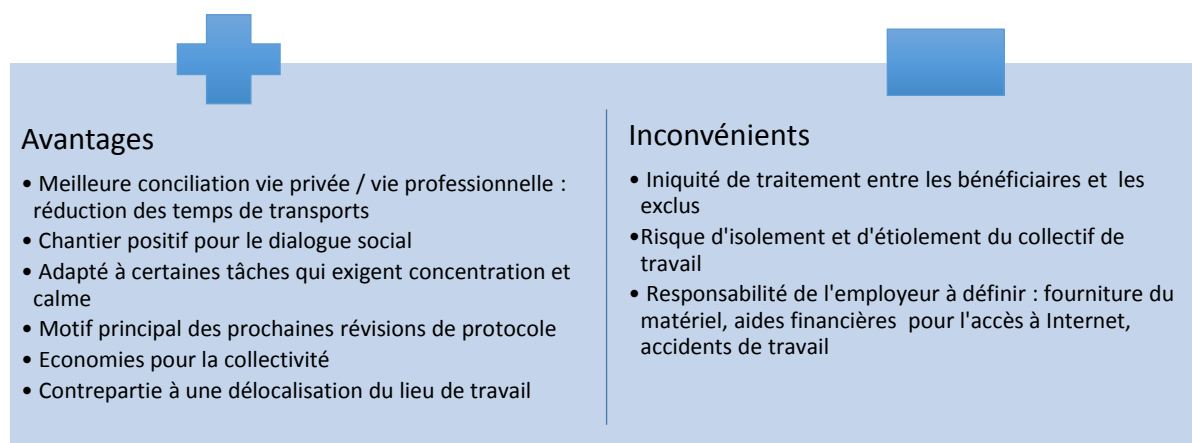 Avantages
• Meilleure conciliation vie privée / vie professionnelle :
réduction des temps de transports
• Chantier positif pour le dialogue social
• Adapté à certaines tâches qui exigent concentration et
calme
• Motif principal des prochaines révisions de protocole
• Economies pour la collectivité
• Contrepartie à une délocalisation du lieu de travail
Inconvénients
• Iniquité de traitement entre les bénéficiaires et les
exclus
•Risque d'isolement et d'étiolement du collectif de
travail
• Responsabilité de l'employeur à définir : fourniture du
matériel, aides financières pour l'accès à Internet,
accidents de travail